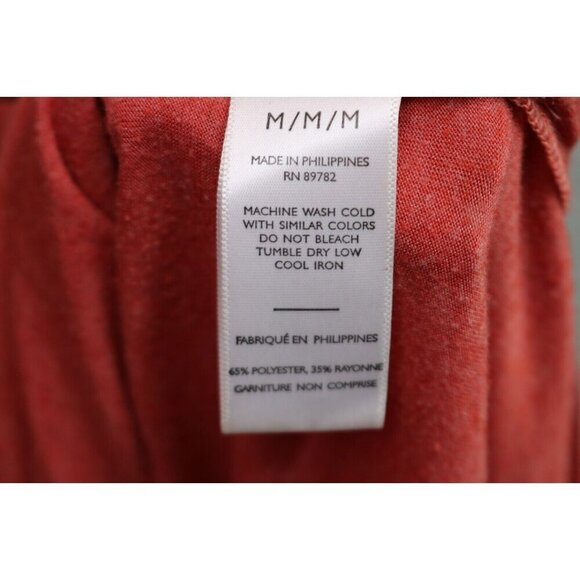 M/M/M
MADE IN PHILIPPINES
RN 89782
MACHINE WASH COLD
WITH SIMILAR COLORS
DO NOT BLEACH
TUMBLE DRY LOW
COOL IRON
FABRIQUÉ EN PHILIPPINES
65% POLYESTER, 35% RAYONNE
GARNITURE NON COMPRISE